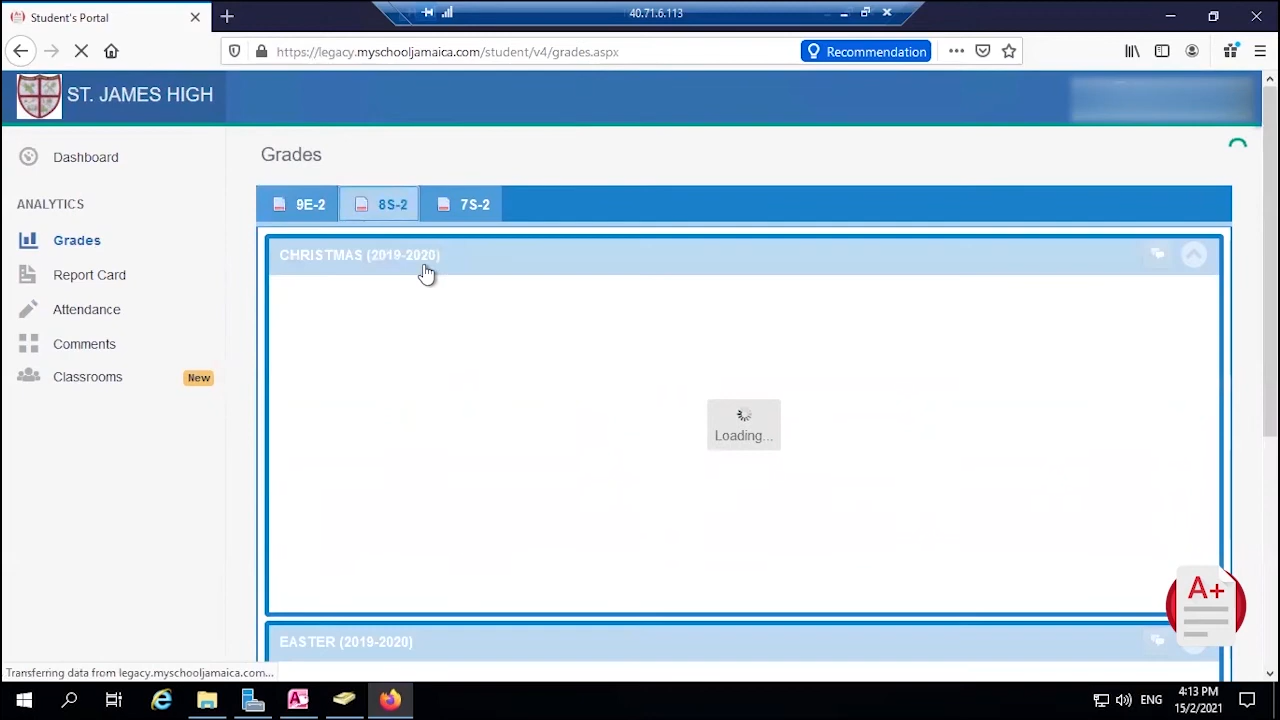 Student's Portal
40.71.6.113
https://legacy.myschooljamaica.com/student/v4/grades.aspx
Recommendation
ST. JAMES HIGH
Dashboard
Grades
9E-2
8S-2
7S-2
ANALYTICS
Grades
Report Card
Attendance
Comments
Classrooms
New
CHRISTMAS (2019-2020)
Loading...
A+
EASTER (2019-2020)
Transferring data from legacy.myschooljamaica.com...
ENG
4:13 PM
15/2/2021